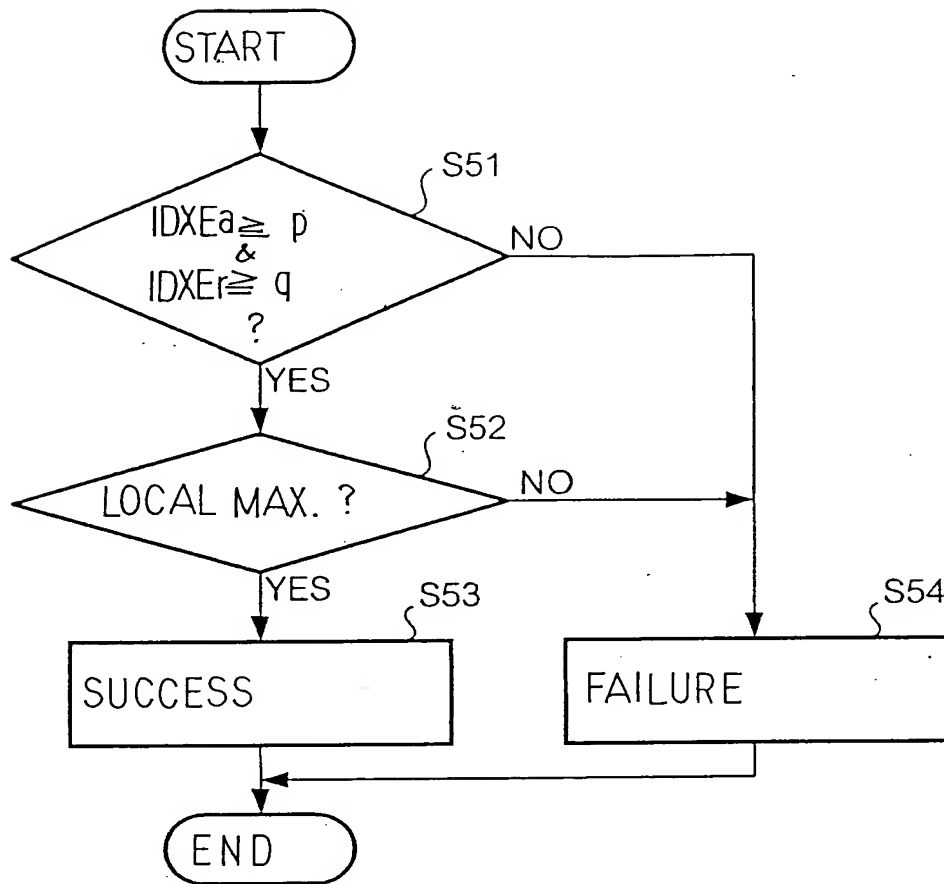 START
S51
IDXEa≧ p
&
IDXEr≧ q
?
NO
YES
S52
LOCAL MAX. ?
NO
YES
S53
S54
SUCCESS
FAILURE
END